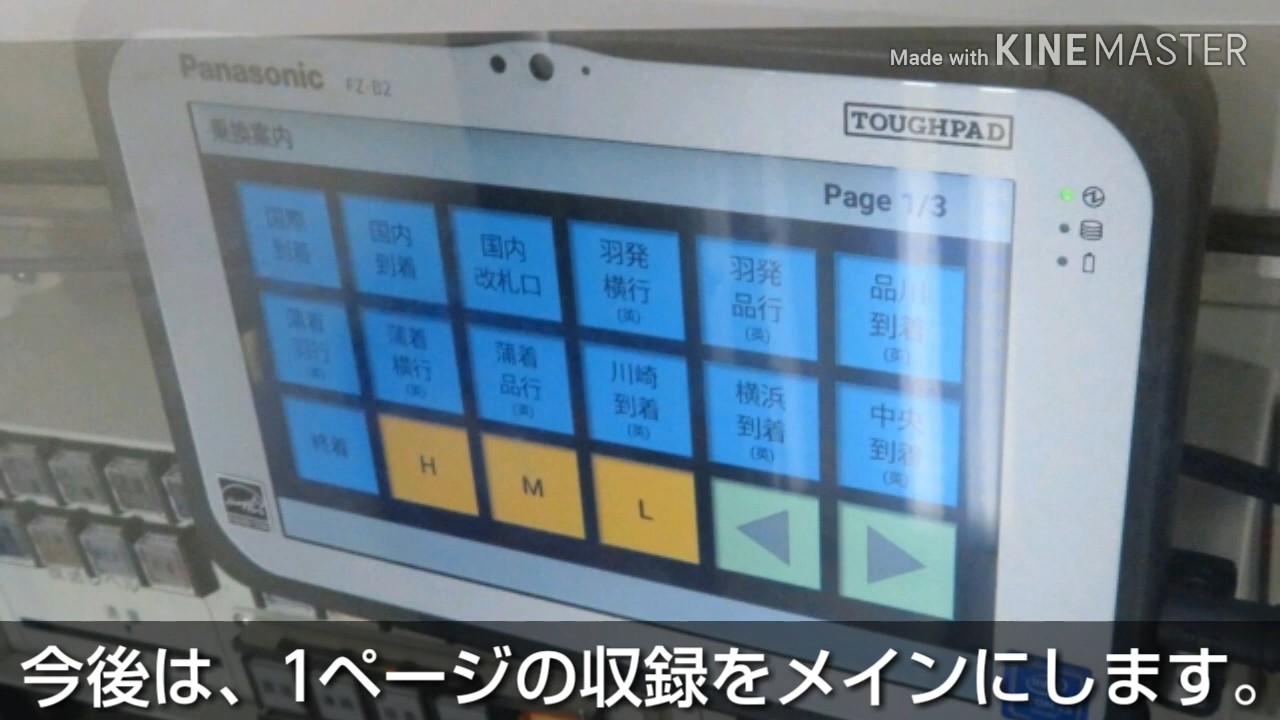 Made with KINEMASTER
Panasonic FZ-B2
TOUGHPAD
乗換案内
Page 1/3
国際
到着
国内
到着
国内
改札口
羽発
横行
(英)
羽発
品行
(英)
品川
到着
(英)
蒲着
羽行
(英)
蒲着
横行
(英)
蒲着
品行
(英)
川崎
到着
(英)
横浜
到着
(英)
中央
到着
(英)
終着
H
M
L
今後は、1ページの収録をメインにします。